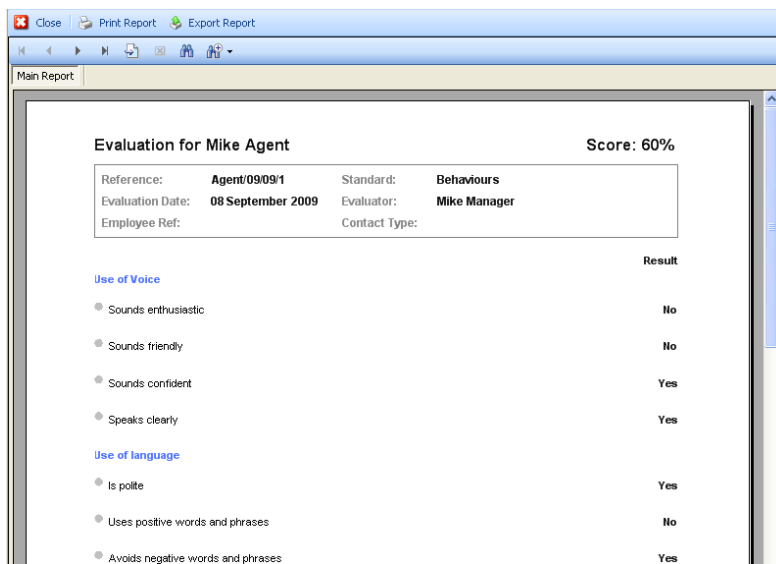 Close Print Report Export Report
Main Report
Evaluation for Mike Agent Score: 60%
Reference: Agent/09/09/1 Standard: Behaviours
Evaluation Date: 08 September 2009 Evaluator: Mike Manager
Employee Ref: Contact Type:
Result
Use of Voice
Sounds enthusiastic No
Sounds friendly No
Sounds confident Yes
Speaks clearly Yes
Use of language
Is polite Yes
Uses positive words and phrases No
Avoids negative words and phrases Yes